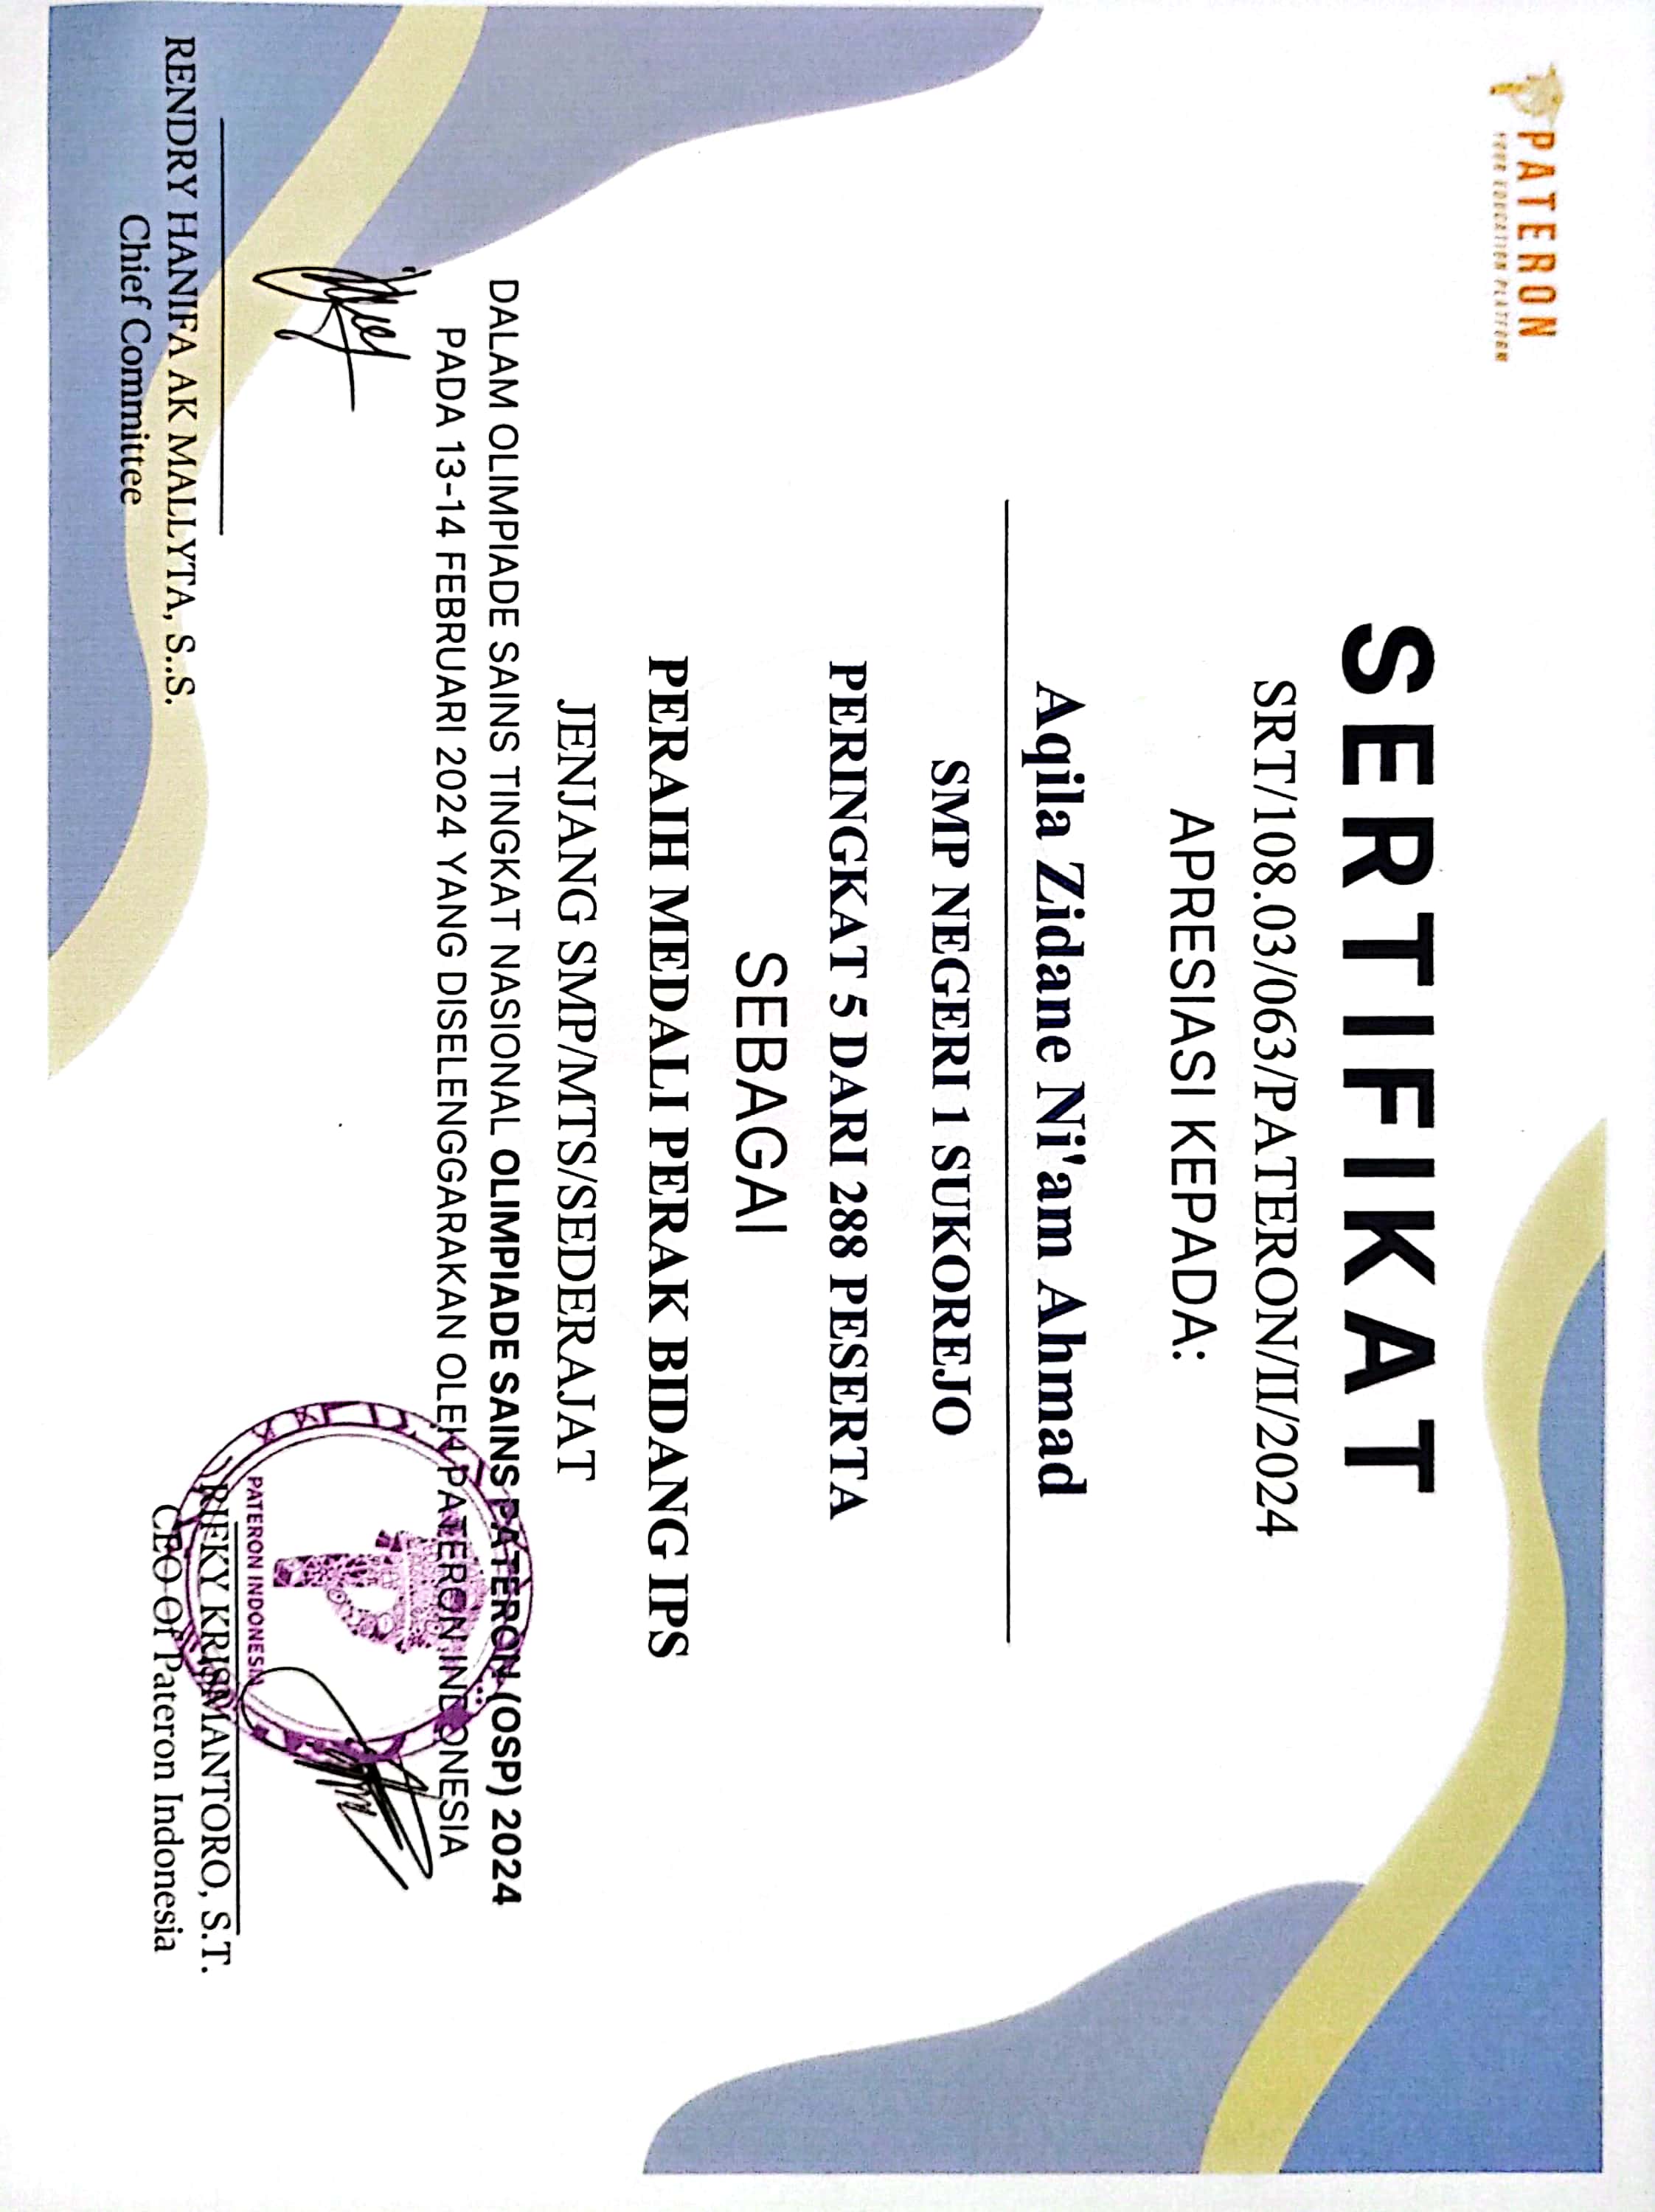 PATERON
YOUR EDUCATION PLATFORM
SERTIFIKAT
SRT/108.03/063/PATERON/II/2024
APRESIASI KEPADA:
Aqila Zidane Ni'am Ahmad
SMP NEGERI 1 SUKOREJO
PERINGKAT 5 DARI 288 PESERTA
SEBAGAI
PERAIH MEDALI PERAK BIDANG IPS
JENJANG SMP/MTS/SEDERAJAT
DALAM OLIMPIADE SAINS TINGKAT NASIONAL OLIMPIADE SAINS PATERON (OSP) 2024
PADA 13-14 FEBRUARI 2024 YANG DISELENGGARAKAN OLEH PATERON INDONESIA
RENDRY HANIFA AK MALLYTA, S..S.
Chief Committee
PATERON INDONESIA
RIFKY KRISMANTORO, S.T.
CEO Of Pateron Indonesia